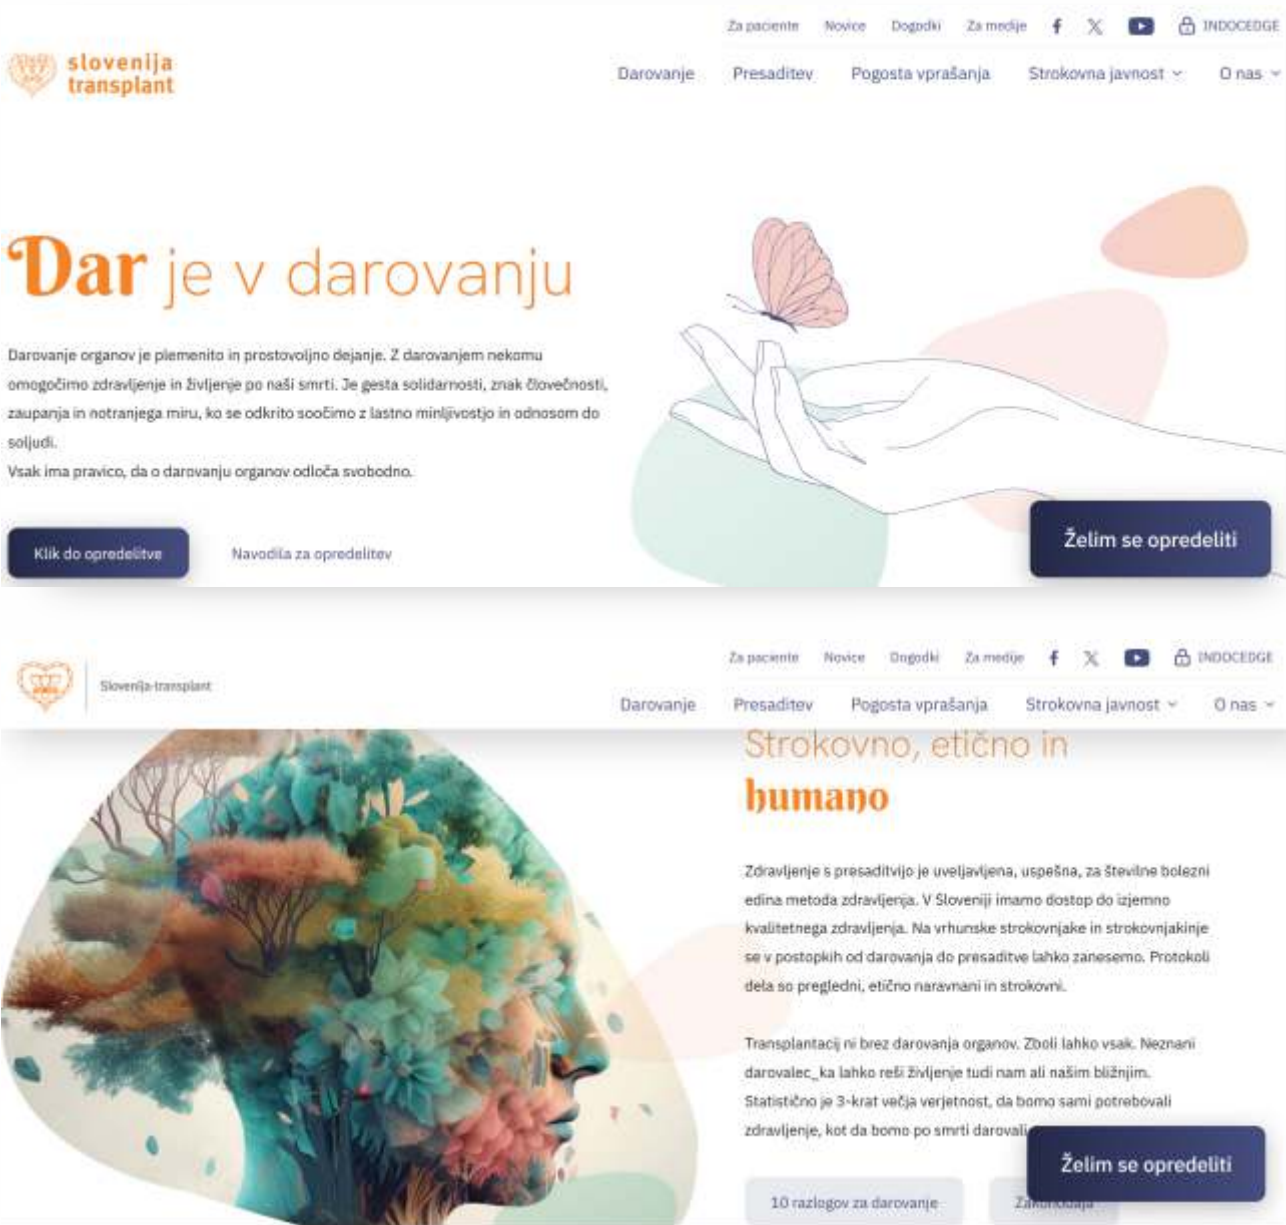 Za paciente Novice Dogodki Za medije INDOCEDGE
slovenija
transplant
Darovanje Presaditev Pogosta vprašanja Strokovna javnost O nas
Dar je v darovanju
Darovanje organov je plemenito in prostovoljno dejanje. Z darovanjem nekomu
omogočimo zdravljenje in življenje po naši smrti. Je gesta solidarnosti, znak človečnosti,
zaupanja in notranjega miru, ko se odkrito soočimo z lastno minljivostjo in odnosom do
soljudi.
Vsak ima pravico, da o darovanju organov odloča svobodno.
Klik do opredelitve Navodila za opredelitev
Želim se opredeliti
Za paciente Novice Dogodki Za medije INDOCEDGE
Slovenija-transplant
Darovanje Presaditev Pogosta vprašanja Strokovna javnost O nas
Strokovno, etično in
humano
Zdravljenje s presaditvijo je uveljavljena, uspešna, za številne bolezni
edina metoda zdravljenja. V Sloveniji imamo dostop do izjemno
kvalitetnega zdravljenja. Na vrhunske strokovnjake in strokovnjakinje
se v postopkih od darovanja do presaditve lahko zanesemo. Protokoli
dela so pregledni, etično naravnani in strokovni.
Transplantacij ni brez darovanja organov. Zboli lahko vsak. Neznani
darovalec_ka lahko reši življenje tudi nam ali našim bližnjim.
Statistično je 3-krat večja verjetnost, da bomo sami potrebovali
zdravljenje, kot da bomo po smrti darovali
Želim se opredeliti
10 razlogov za darovanje Zakonodaja